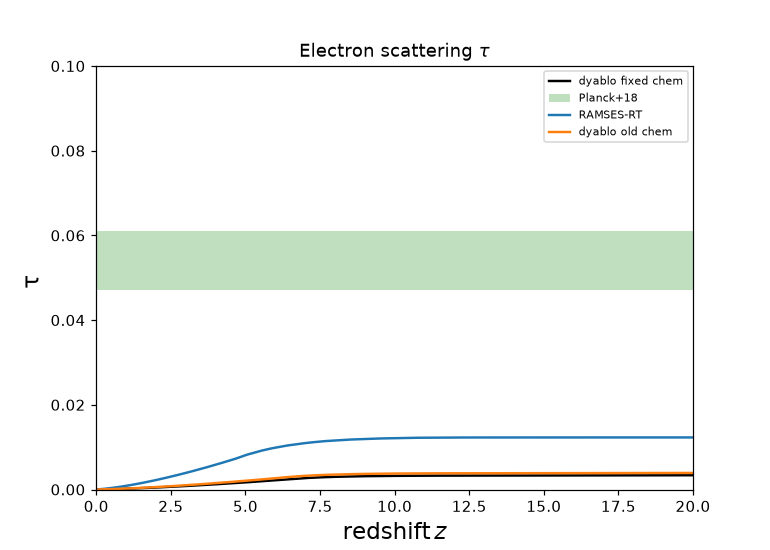 Electron scattering τ
0.10
0.08
0.06
0.04
0.02
0.00
τ
dyablo fixed chem
Planck+18
RAMSES-RT
dyablo old chem
0.0 2.5 5.0 7.5 10.0 12.5 15.0 17.5 20.0
redshift z